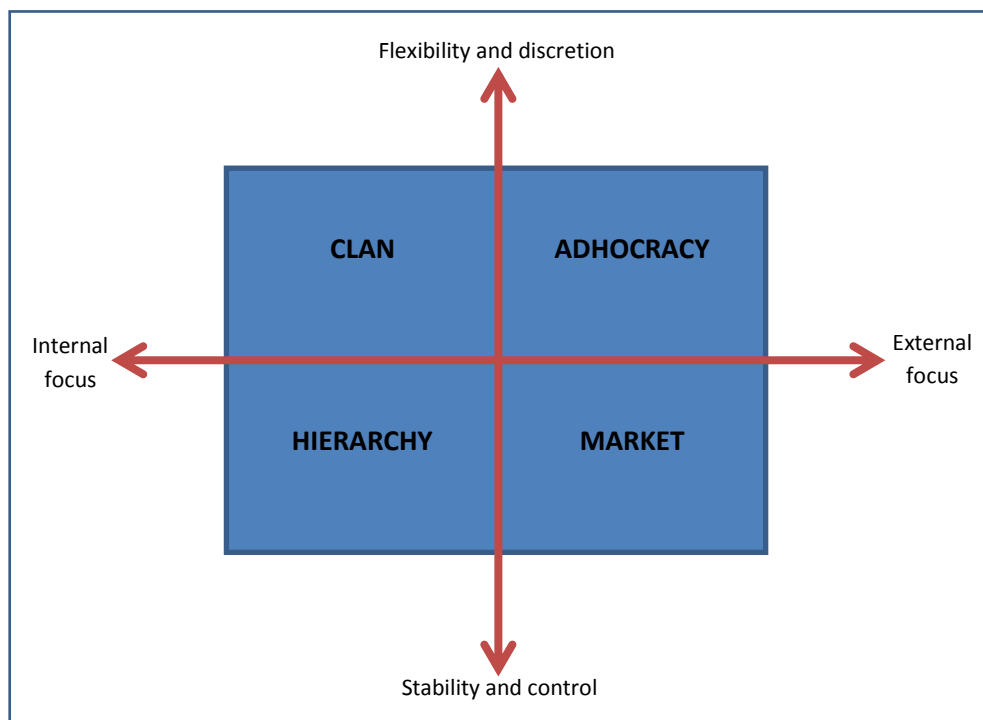 Flexibility and discretion
CLAN
ADHOCRACY
Internal
focus
External
focus
HIERARCHY
MARKET
Stability and control